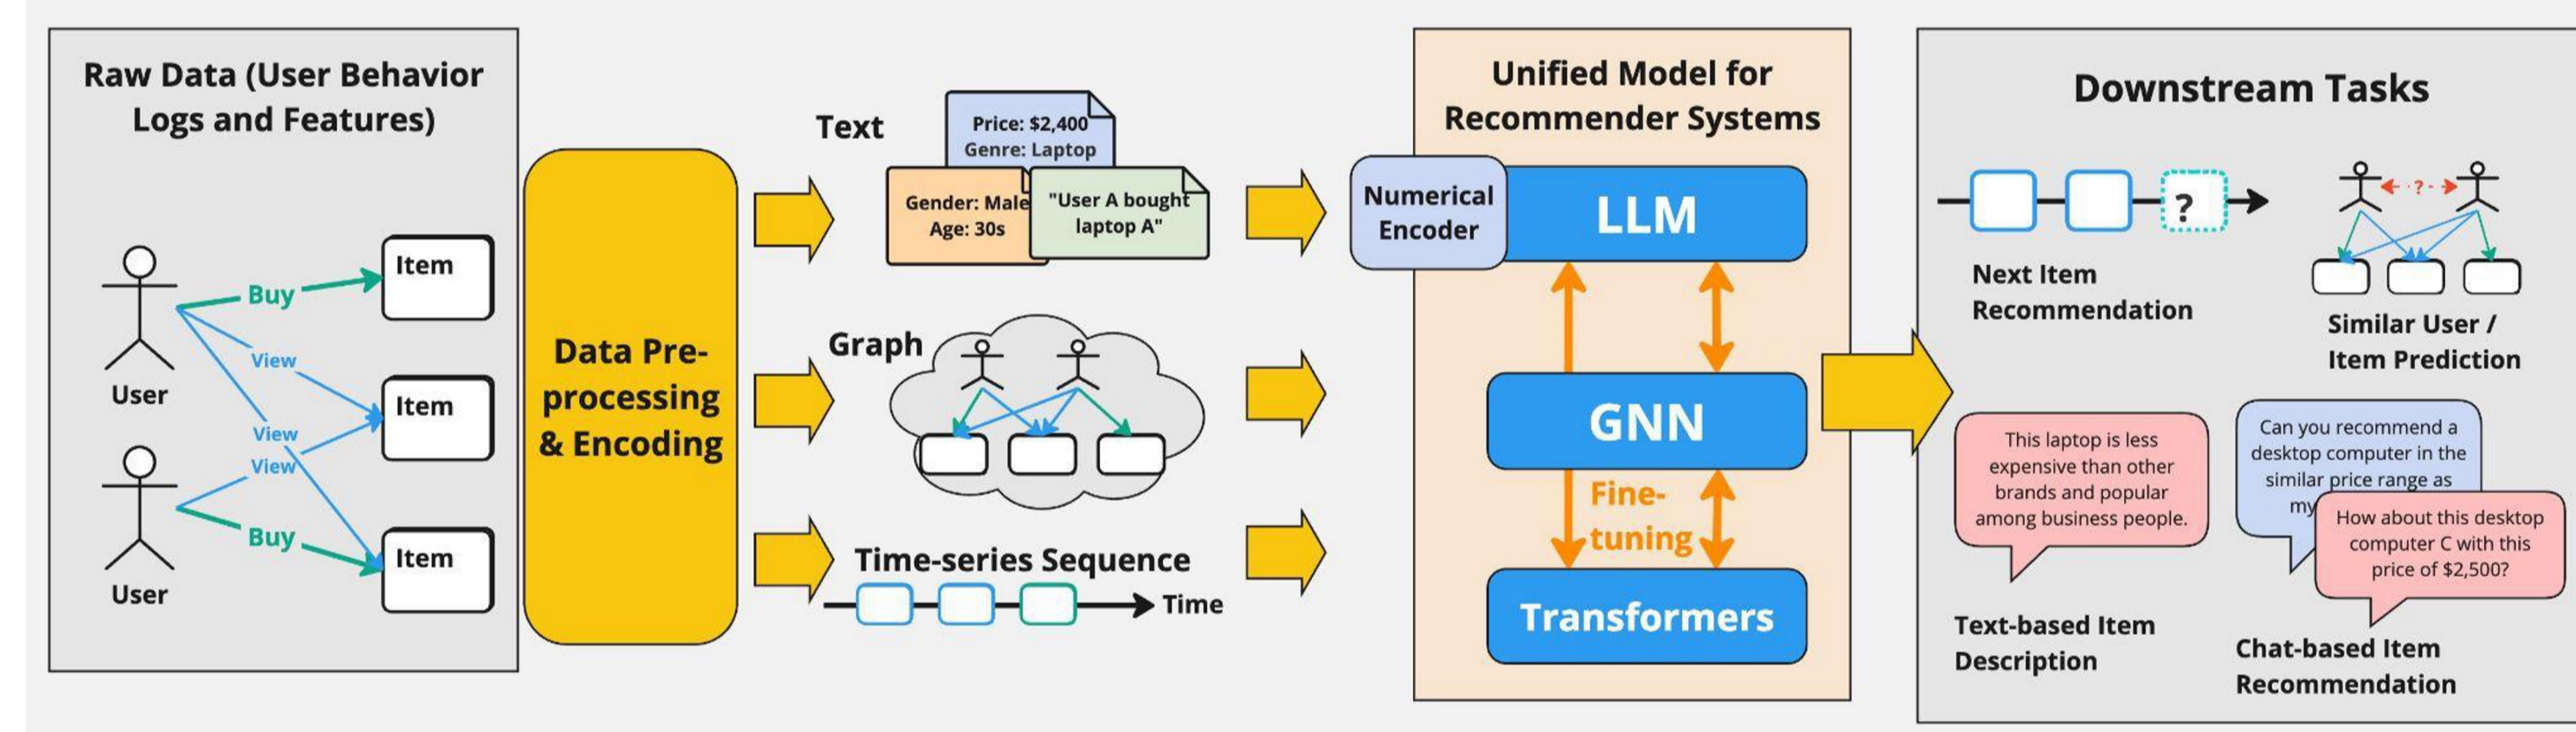 Raw Data (User Behavior
Logs and Features)
User
Buy
View
View
View
Buy
User
Item
Item
Item
Data Pre-
processing
& Encoding
Text
Price: $2,400
Genre: Laptop
Gender: Male
Age: 30s
"User A bought
laptop A"
Graph
Time-series Sequence
Time
Unified Model for
Recommender Systems
Numerical
Encoder
LLM
GNN
Fine-
tuning
Transformers
Downstream Tasks
?
Next Item
Recommendation
?
Similar User /
Item Prediction
This laptop is less
expensive than other
brands and popular
among business people.
Text-based Item
Description
Can you recommend a
desktop computer in the
similar price range as
my
How about this desktop
computer C with this
price of $2,500?
Chat-based Item
Recommendation